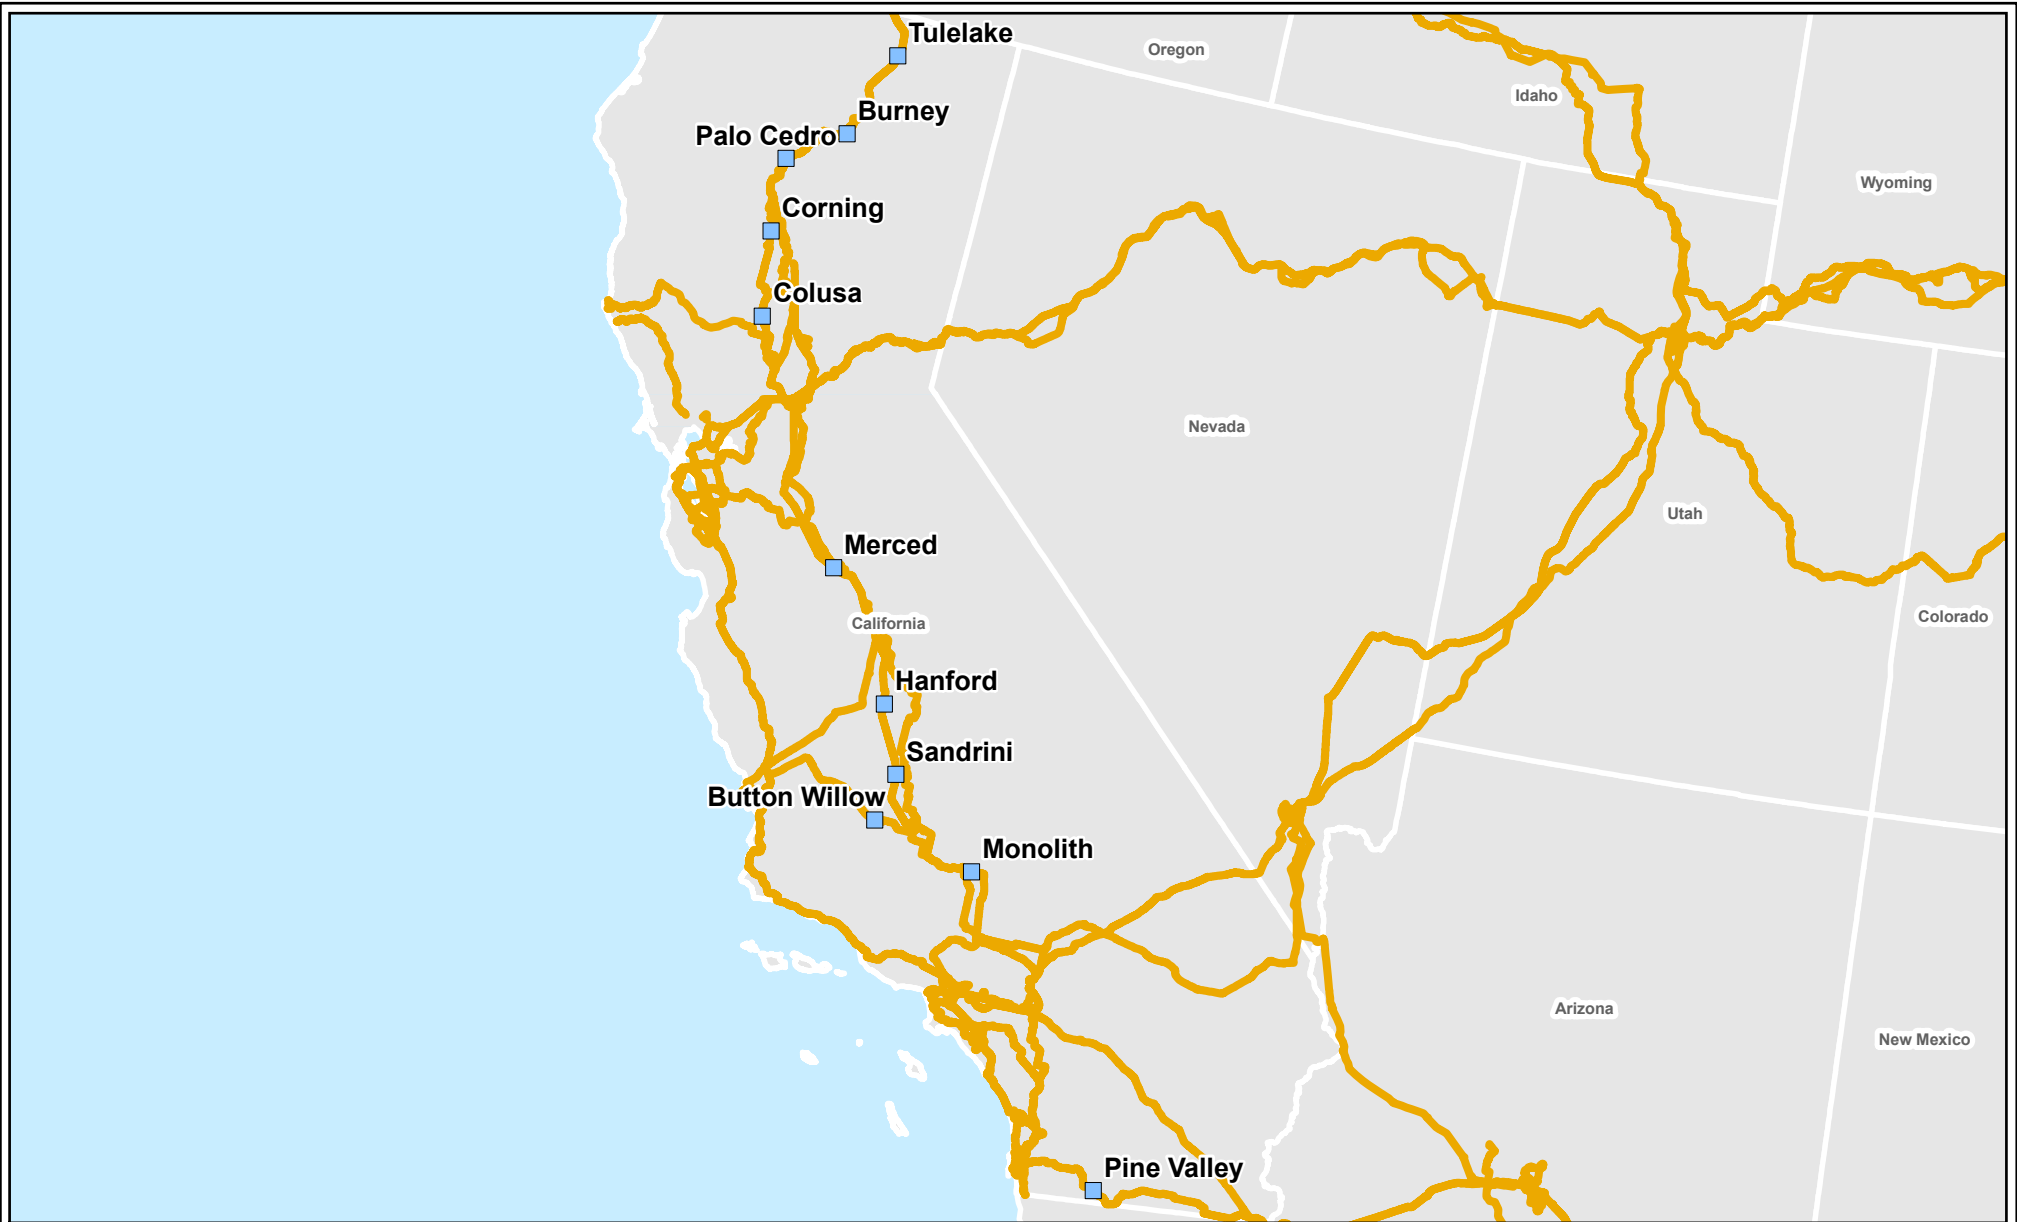 Tulelake
Oregon
Idaho
Burney
Palo Cedro
Wyoming
Corning
Colusa
Nevada
Utah
Merced
California
Colorado
Hanford
Sandrini
Button Willow
Monolith
Arizona
New Mexico
Pine Valley